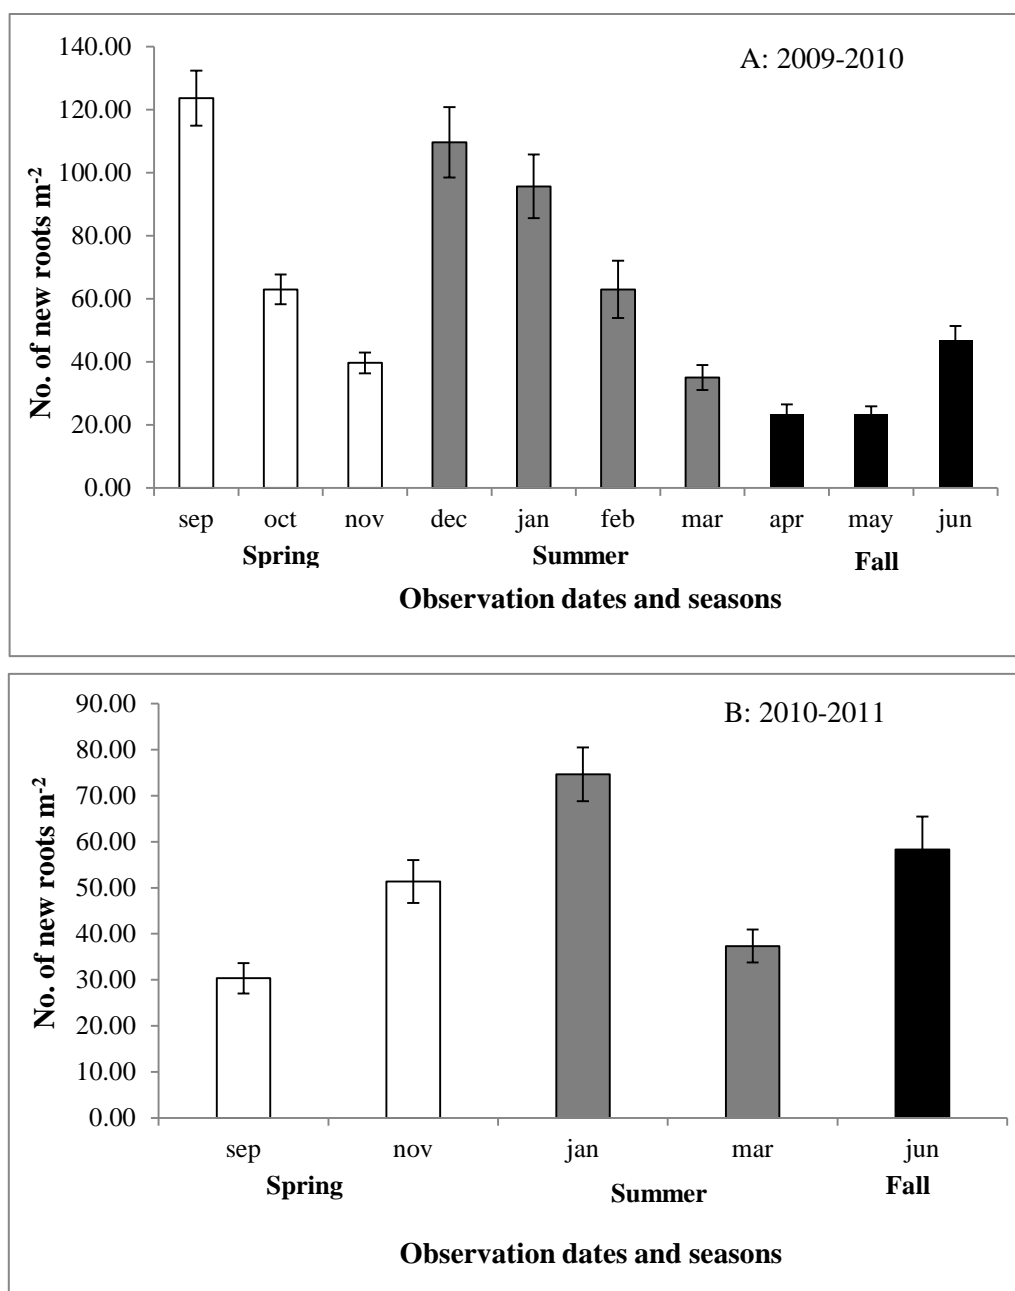 A: 2009-2010
No. of new roots m-2
140.00
120.00
100.00
80.00
60.00
40.00
20.00
0.00
sep oct nov dec jan feb mar apr may jun
Spring Summer Fall
Observation dates and seasons
B: 2010-2011
No. of new roots m-2
90.00
80.00
70.00
60.00
50.00
40.00
30.00
20.00
10.00
0.00
sep nov jan mar jun
Spring Summer Fall
Observation dates and seasons